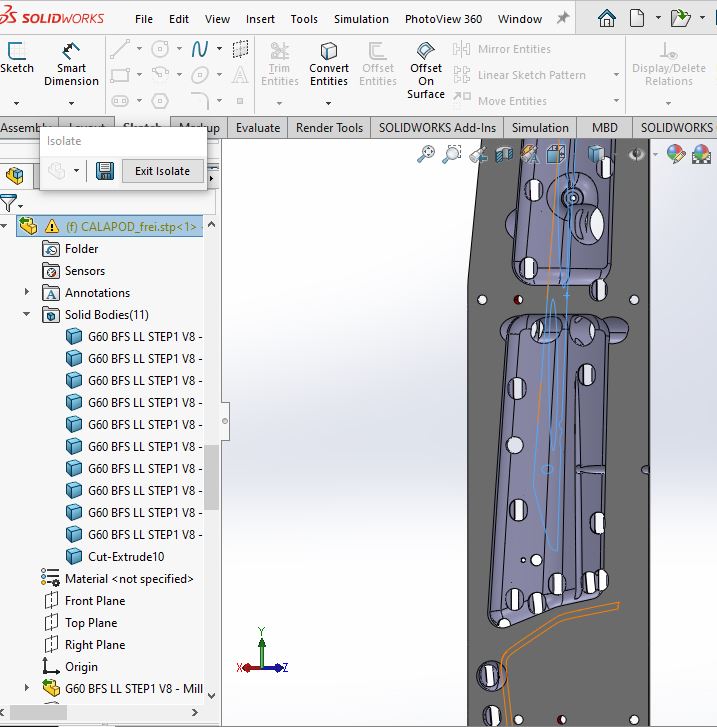 SOLIDWORKS File Edit View Insert Tools Simulation PhotoView 360 Window
Sketch Smart Dimension Trim Entities Convert Entities Offset Entities Offset On Surface Mirror Entities Linear Sketch Pattern Move Entities Display/Delete Relations
Assembly Layout Sketch Markup Evaluate Render Tools SOLIDWORKS Add-Ins Simulation MBD SOLIDWORKS
Isolate
Exit Isolate
(f) CALAPOD_frei.stp<1> -
Folder
Sensors
Annotations
Solid Bodies(11)
G60 BFS LL STEP1 V8 -
G60 BFS LL STEP1 V8 -
G60 BFS LL STEP1 V8 -
G60 BFS LL STEP1 V8 -
G60 BFS LL STEP1 V8 -
G60 BFS LL STEP1 V8 -
G60 BFS LL STEP1 V8 -
G60 BFS LL STEP1 V8 -
G60 BFS LL STEP1 V8 -
G60 BFS LL STEP1 V8 -
Cut-Extrude10
Material <not specified>
Front Plane
Top Plane
Right Plane
Origin
G60 BFS LL STEP1 V8 - Mill
Y
X Z